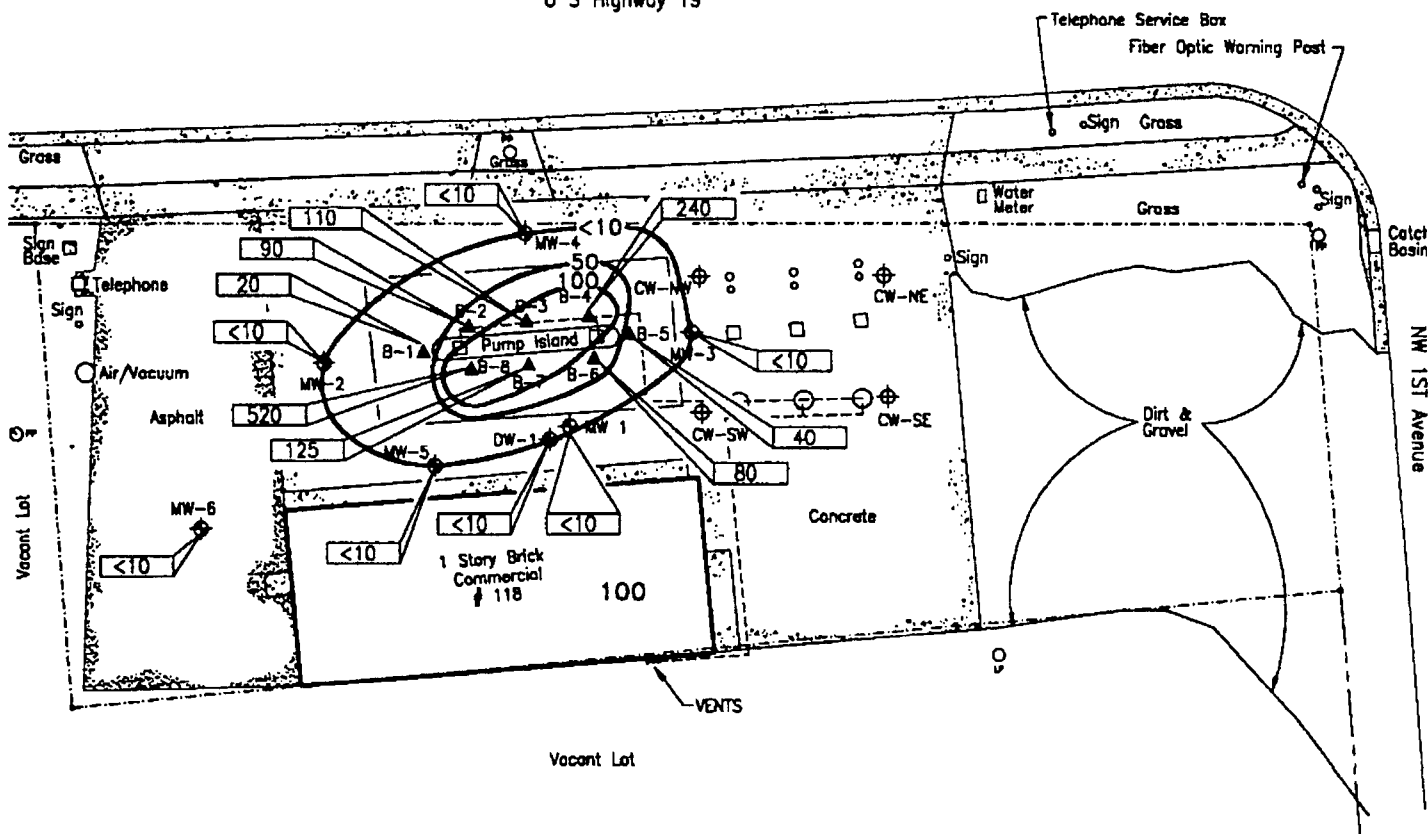 U S Highway 19
Telephone Service Box
Fiber Optic Warning Post
Sign Grass
Grass
Grass
<10
110
240
<10
Water
Meter
Grass
Sign
MW-4
90
Sign
Base
50
Catch
Basin
Telephone
20
100
Sign
CW-NW
CW-NE
B-4
B-3
B-2
Sign
<10
B-1
Pump Island
B-5
MW-3
<10
NW 1ST Avenue
MW-2
B-8
B-7
B-6
Air/Vacuum
Asphalt
520
CW-SW
CW-SE
Dirt &
Gravel
DW-1
MW 1
40
125
MW-5
80
Vacant Lot
MW-6
<10
<10
<10
<10
Concrete
1 Story Brick
Commercial
# 118
100
VENTS
Vacant Lot